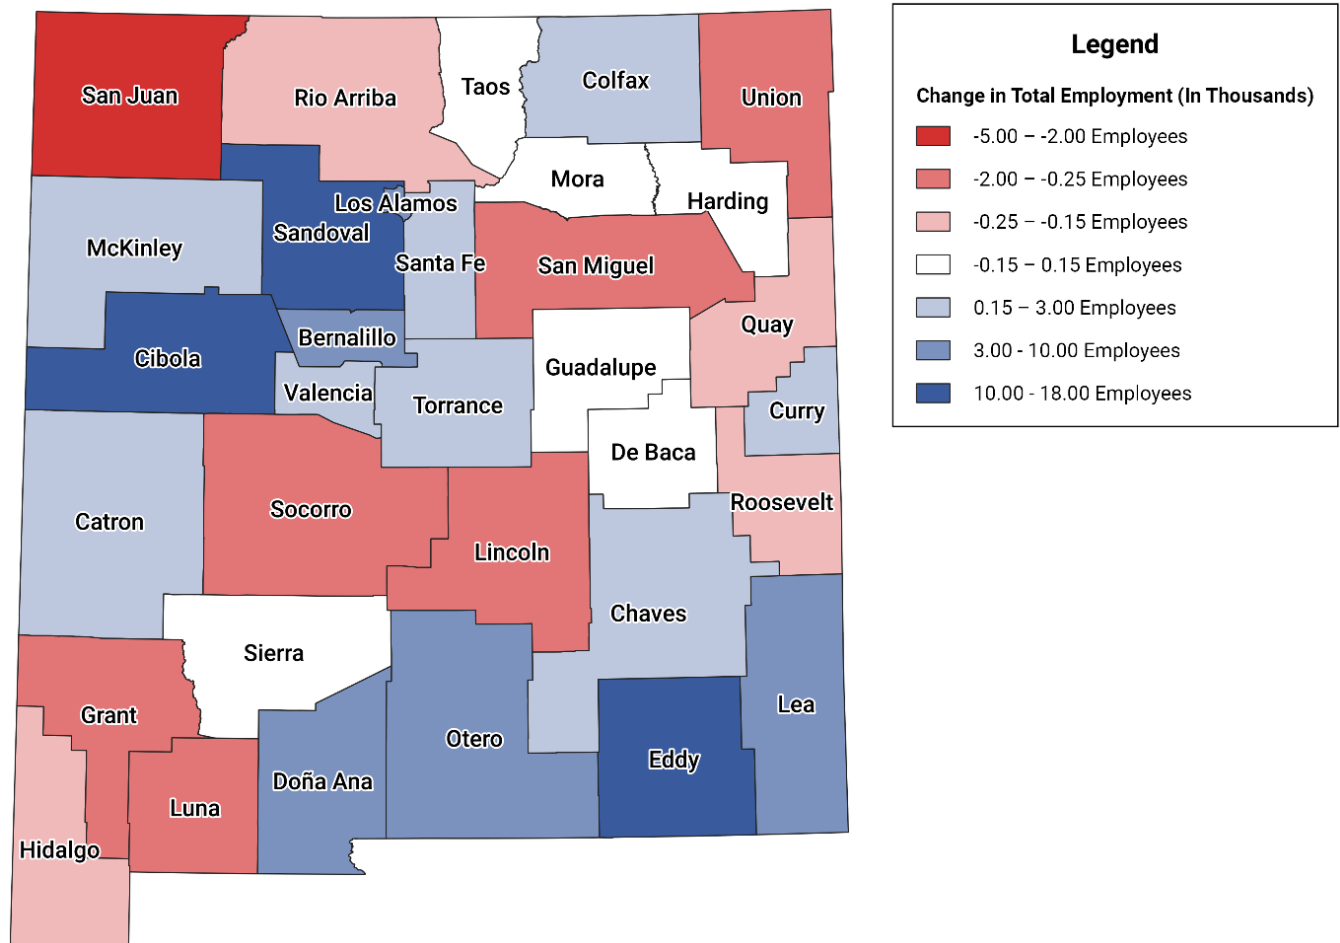 Legend
Change in Total Employment (In Thousands)
-5.00 – -2.00 Employees
-2.00 – -0.25 Employees
-0.25 – -0.15 Employees
-0.15 – 0.15 Employees
0.15 – 3.00 Employees
3.00 - 10.00 Employees
10.00 - 18.00 Employees
San Juan
Rio Arriba
Taos
Colfax
Union
Mora
Harding
Los Alamos
Sandoval
McKinley
Santa Fe
San Miguel
Quay
Bernalillo
Cibola
Guadalupe
Valencia
Torrance
Curry
De Baca
Roosevelt
Socorro
Catron
Lincoln
Chaves
Sierra
Lea
Grant
Otero
Eddy
Doña Ana
Luna
Hidalgo